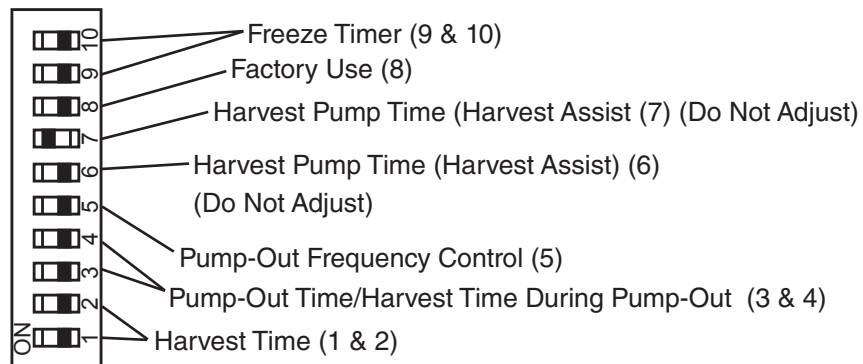 10
Freeze Timer (9 & 10)
9
Factory Use (8)
8
Harvest Pump Time (Harvest Assist (7) (Do Not Adjust)
7
Harvest Pump Time (Harvest Assist) (6)
6
(Do Not Adjust)
5
4
Pump-Out Frequency Control (5)
3
Pump-Out Time/Harvest Time During Pump-Out (3 & 4)
2
Harvest Time (1 & 2)
1
ON